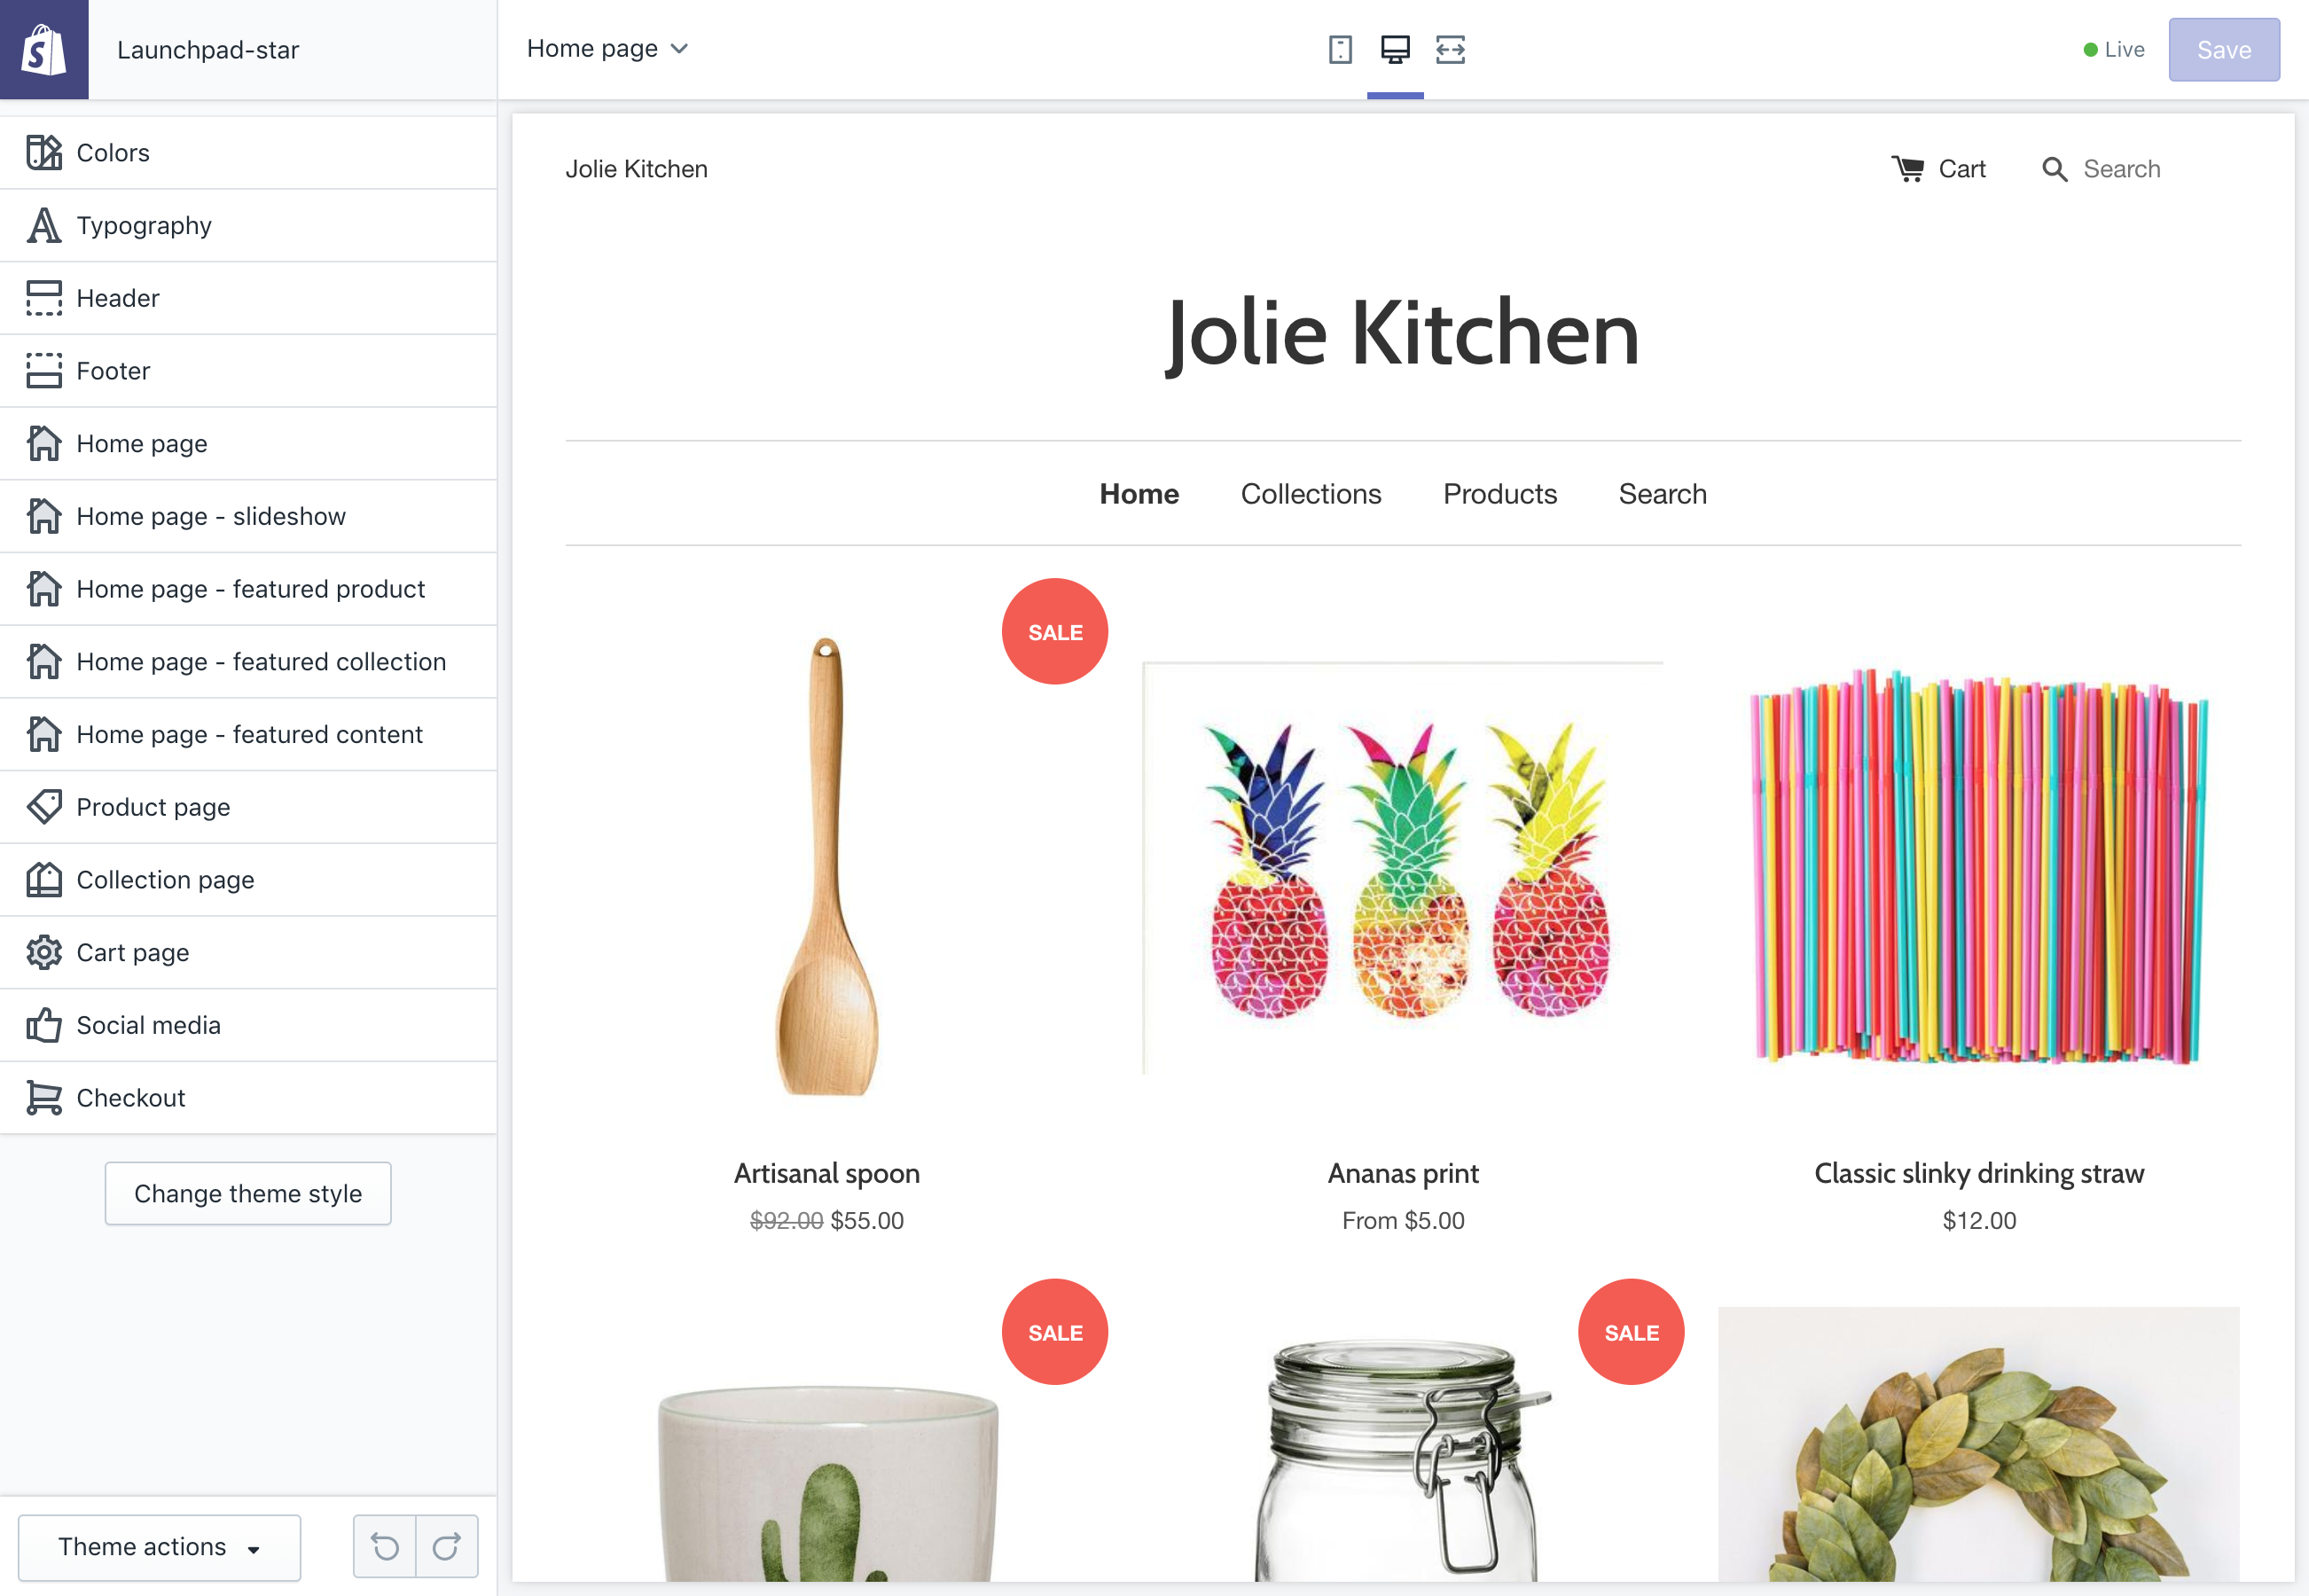 Launchpad-star
Home page
Live
Save
Colors
Typography
Header
Footer
Home page
Home page - slideshow
Home page - featured product
Home page - featured collection
Home page - featured content
Product page
Collection page
Cart page
Social media
Checkout
Change theme style
Theme actions
Jolie Kitchen
Cart
Search
Jolie Kitchen
Home Collections Products Search
SALE
Artisanal spoon
$92.00 $55.00
Ananas print
From $5.00
Classic slinky drinking straw
$12.00
SALE
SALE